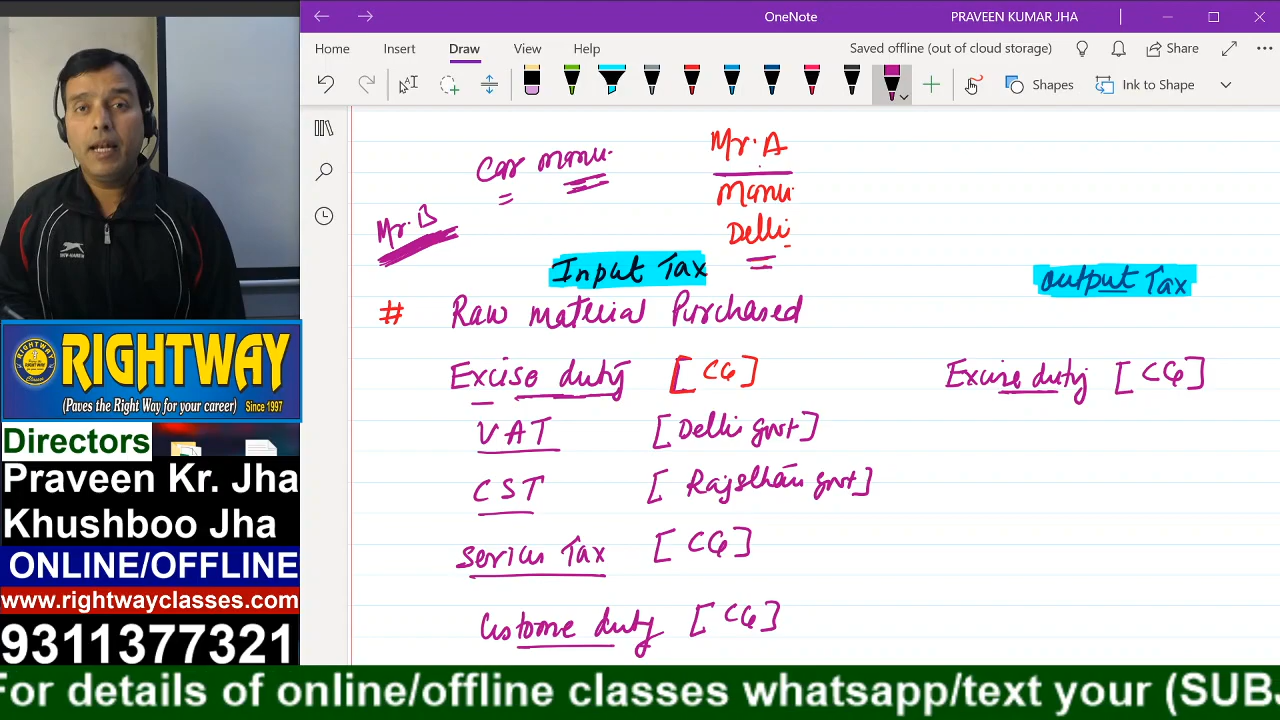 OneNote
PRAVEEN KUMAR JHA
Home Insert Draw View Help
Saved offline (out of cloud storage)
Share
Shapes
Ink to Shape
Car manu.
Mr. A
Manu.
Delhi
Mr. B
Input Tax
Output Tax
# Raw material Purchased
Excise duty [CG]
Excise duty [CG]
VAT [Delhi govt]
CST [Rajsthan govt]
Service Tax [CG]
Custome duty [CG]
RIGHTWAY
(Paves the Right Way for your career) Since 1997
Directors
Praveen Kr. Jha
Khushboo Jha
ONLINE/OFFLINE
www.rightwayclasses.com
9311377321
For details of online/offline classes whatsapp/text your (SUBJ